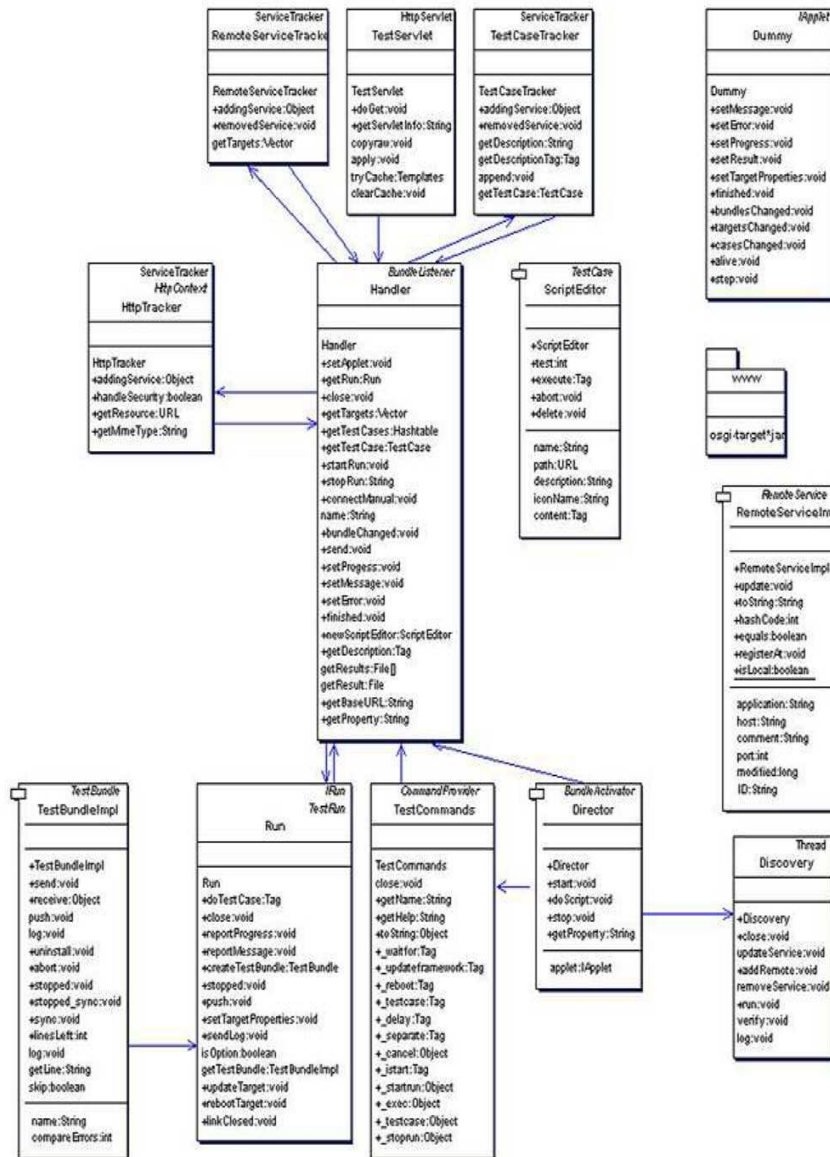 ServiceTracker
RemoteServiceTracke
RemoteServiceTracker
+addingService:Object
+removedService:void
getTargets:Vector
HttpServlet
TestServlet
TestServlet
+doGet:void
+getServletInfo:String
copyraw:void
apply:void
tryCache:Templates
clearCache:void
ServiceTracker
TestCaseTracker
TestCaseTracker
+addingService:Object
+removedService:void
getDescription:String
getDescriptionTag:Tag
append:void
getTestCase:TestCase
IApplet
Dummy
Dummy
+setMessage:void
+setError:void
+setProgress:void
+setResult:void
+setTargetProperties:void
+finished:void
+bundlesChanged:void
+targetsChanged:void
+casesChanged:void
+alive:void
+stop:void
ServiceTracker
HttpContext
HttpTracker
HttpTracker
+addingService:Object
+handleSecurity:boolean
+getResource:URL
+getMimeType:String
BundleListener
Handler
Handler
+setApplet:void
+getRun:Run
+close:void
+getTargets:Vector
+getTestCases:Hashtable
+getTestCase:TestCase
+startRun:void
+stopRun:String
+connectManual:void
name:String
+bundleChanged:void
+send:void
+setProgess:void
+setMessage:void
+setError:void
+finished:void
+newScriptEditor:ScriptEditor
+getDescription:Tag
getResults:File[]
getResult:File
+getBaseURL:String
+getProperty:String
TestCase
ScriptEditor
+ScriptEditor
+test:int
+execute:Tag
+abort:void
+delete:void
name:String
path:URL
description:String
iconName:String
content:Tag
www
osgi-target*jar
RemoteService
RemoteServiceIm
+RemoteServiceImpl
+update:void
+toString:String
+hashCode:int
+equals:boolean
+registerAt:void
+isLocal:boolean
application:String
host:String
comment:String
port:int
modified:long
ID:String
TestBundle
TestBundleImpl
+TestBundleImpl
+send:void
+receive:Object
push:void
log:void
+uninstall:void
+abort:void
+stopped:void
+stopped_sync:void
+sync:void
+linesLeft:int
log:void
getLine:String
skip:boolean
name:String
compareErrors:int
IRun
TestRun
Run
Run
+doTestCase:Tag
+close:void
+reportProgress:void
+reportMessage:void
+createTestBundle:TestBundle
+stopped:void
+push:void
+setTargetProperties:void
+sendLog:void
isOption:boolean
getTestBundle:TestBundleImpl
+updateTarget:void
+rebootTarget:void
+linkClosed:void
CommandProvider
TestCommands
TestCommands
close:void
+getName:String
+getHelp:String
+toString:Object
+_waitfor:Tag
+_updateframework:Tag
+_reboot:Tag
+_testcase:Tag
+_delay:Tag
+_separate:Tag
+_cancel:Object
+_istart:Tag
+_startrun:Object
+_exec:Object
+_testcase:Object
+_stoprun:Object
BundleActivator
Director
+Director
+start:void
+doScript:void
+stop:void
+getProperty:String
applet:IApplet
Thread
Discovery
+Discovery
+close:void
updateService:void
+addRemote:void
removeService:void
+run:void
verify:void
log:void